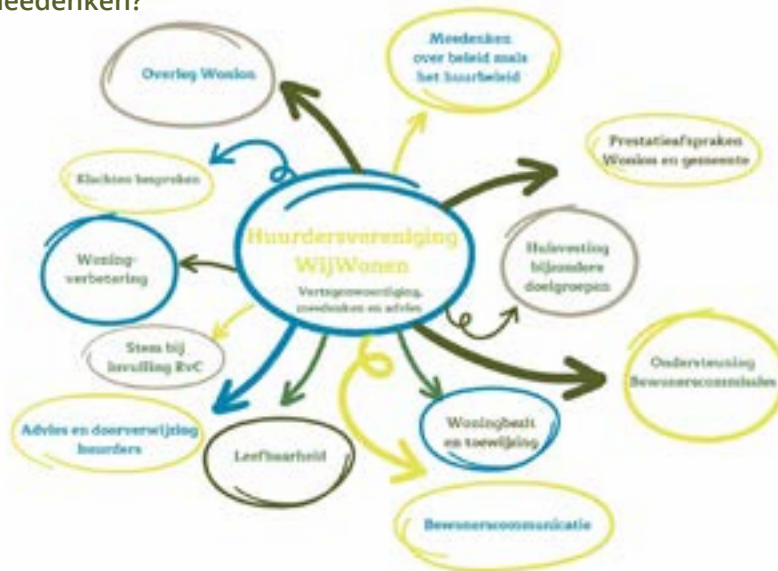 meedenken?
Overleg Wonion
Meedenken
over beleid zoals
het huurbeleid
Prestatieafspraken
Wonion en gemeente
Klachten bespreken
Huurdersvereniging
WijWonen
Vertegenwoordiging,
meedenken en advies
Huisvesting
bijzondere
doelgroepen
Woning-
verbetering
Stem bij
invulling RvC
Ondersteuning
Bewonerscommissies
Advies en doorverwijzing
huurders
Leefbaarheid
Woningbezit
en toewijzing
Bewonerscommunicatie